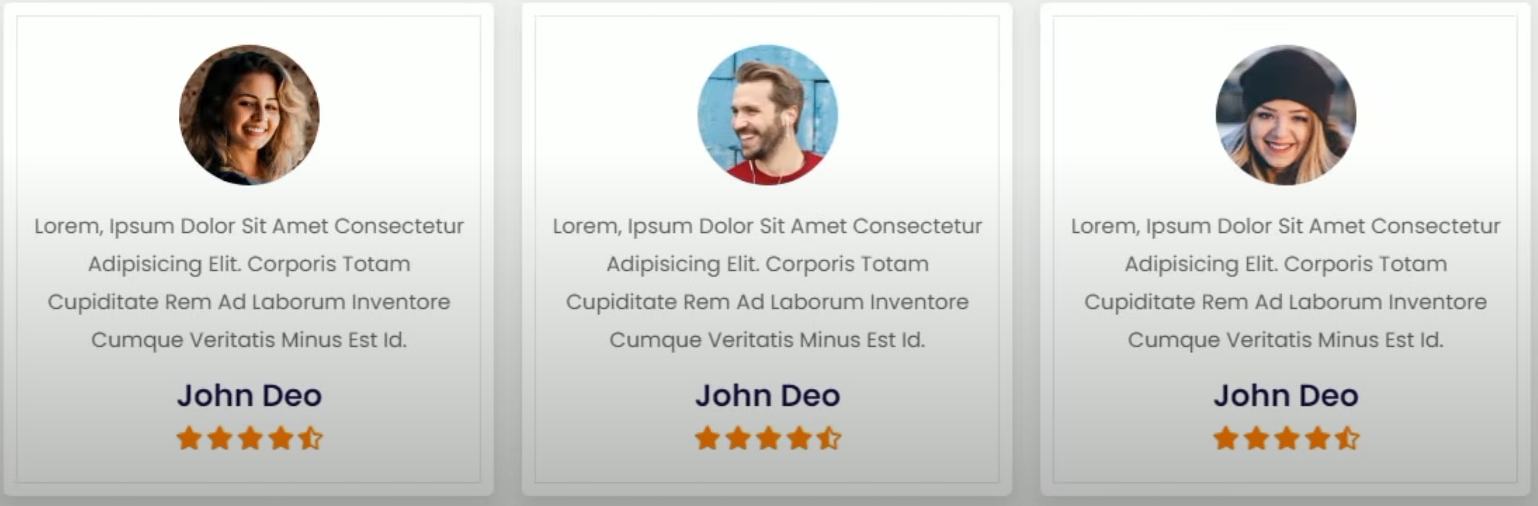 Lorem, Ipsum Dolor Sit Amet Consectetur
Adipisicing Elit. Corporis Totam
Cupiditate Rem Ad Laborum Inventore
Cumque Veritatis Minus Est Id.
John Deo
Lorem, Ipsum Dolor Sit Amet Consectetur
Adipisicing Elit. Corporis Totam
Cupiditate Rem Ad Laborum Inventore
Cumque Veritatis Minus Est Id.
John Deo
Lorem, Ipsum Dolor Sit Amet Consectetur
Adipisicing Elit. Corporis Totam
Cupiditate Rem Ad Laborum Inventore
Cumque Veritatis Minus Est Id.
John Deo